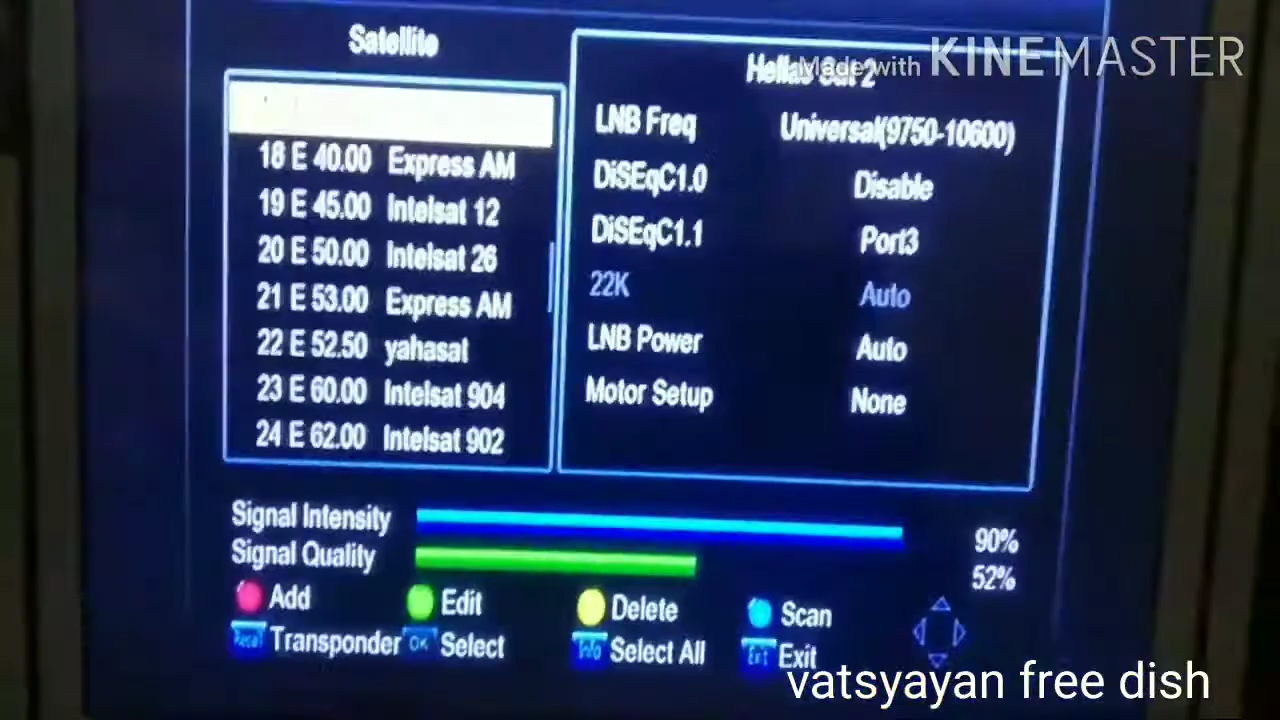 Satellite
18 E 40.00 Express AM
19 E 45.00 Intelsat 12
20 E 50.00 Intelsat 26
21 E 53.00 Express AM
22 E 52.50 yahasat
23 E 60.00 Intelsat 904
24 E 62.00 Intelsat 902
Hellas Sat 2
Made with KINEMASTER
LNB Freq Universal(9750-10600)
DiSEqC1.0 Disable
DiSEqC1.1 Port3
22K Auto
LNB Power Auto
Motor Setup None
Signal Intensity 90%
Signal Quality 52%
Add Edit Delete Scan
Recal Transponder OK Select Info Select All Exit
vatsyayan free dish